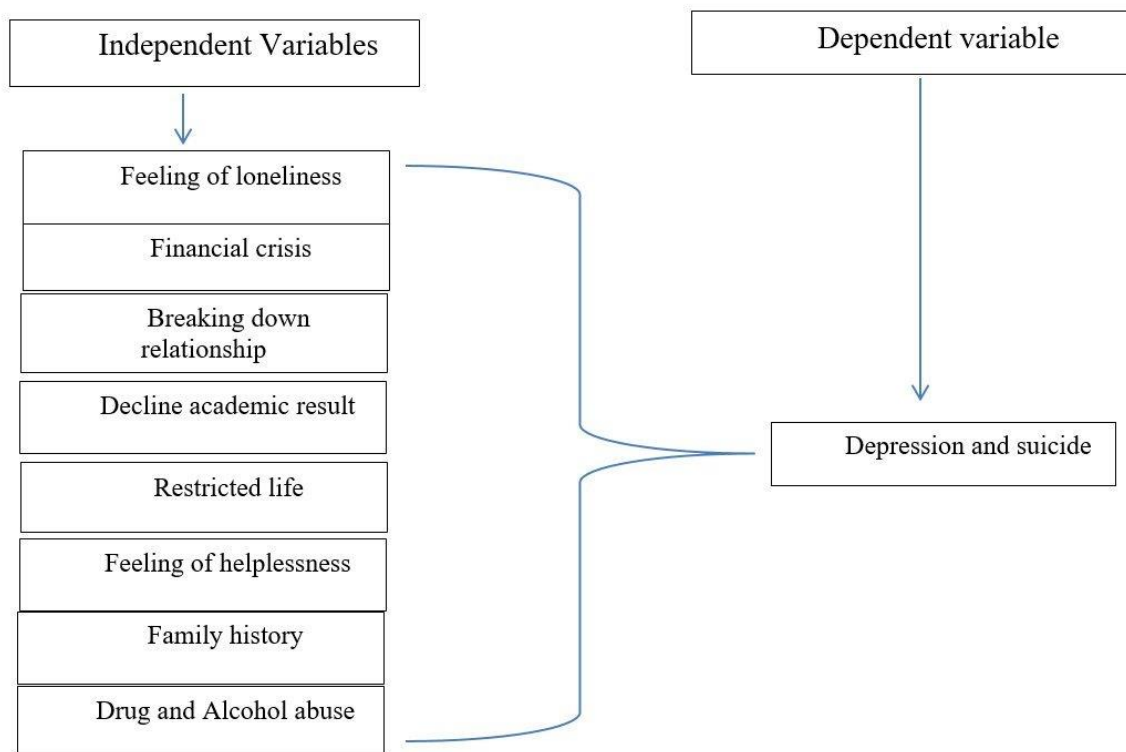 Independent Variables
Dependent variable
Feeling of loneliness
Financial crisis
Breaking down
relationship
Decline academic result
Restricted life
Feeling of helplessness
Family history
Drug and Alcohol abuse
Depression and suicide